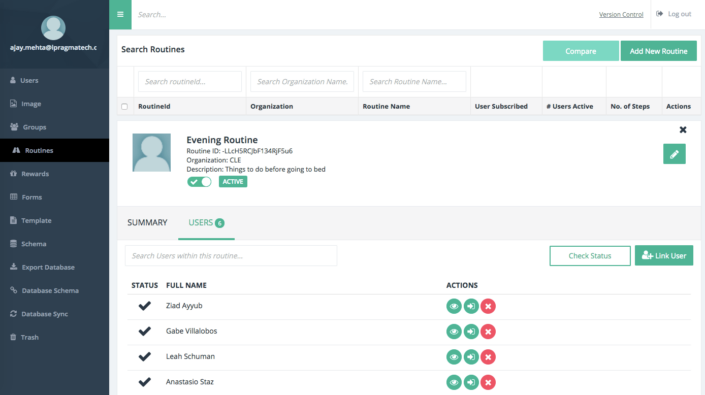 Search...
Version Control
Log out
ajay.mehta@ipragmatech.c
Users
Image
Groups
Routines
Rewards
Forms
Template
Schema
Export Database
Database Schema
Database Sync
Trash
Search Routines
Compare
Add New Routine
Search routineid...
Search Organization Name.
Search Routine Name...
RoutineId Organization Routine Name User Subscribed # Users Active No. of Steps Actions
Evening Routine
Routine ID: -LLcH5RCJbF134RjF5u6
Organization: CLE
Description: Things to do before going to bed
ACTIVE
SUMMARY
USERS 6
Search Users within this routine...
Check Status
Link User
STATUS FULL NAME ACTIONS
Ziad Ayyub
Gabe Villalobos
Leah Schuman
Anastasio Staz